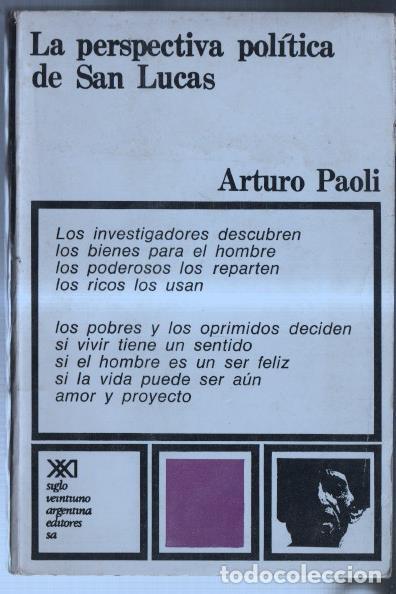 La perspectiva política
de San Lucas
Arturo Paoli
Los investigadores descubren
los bienes para el hombre
los poderosos los reparten
los ricos los usan
los pobres y los oprimidos deciden
si vivir tiene un sentido
si el hombre es un ser feliz
si la vida puede ser aún
amor y proyecto
XXI
siglo
veintiuno
argentina
editores
sa
todocoleccion.net